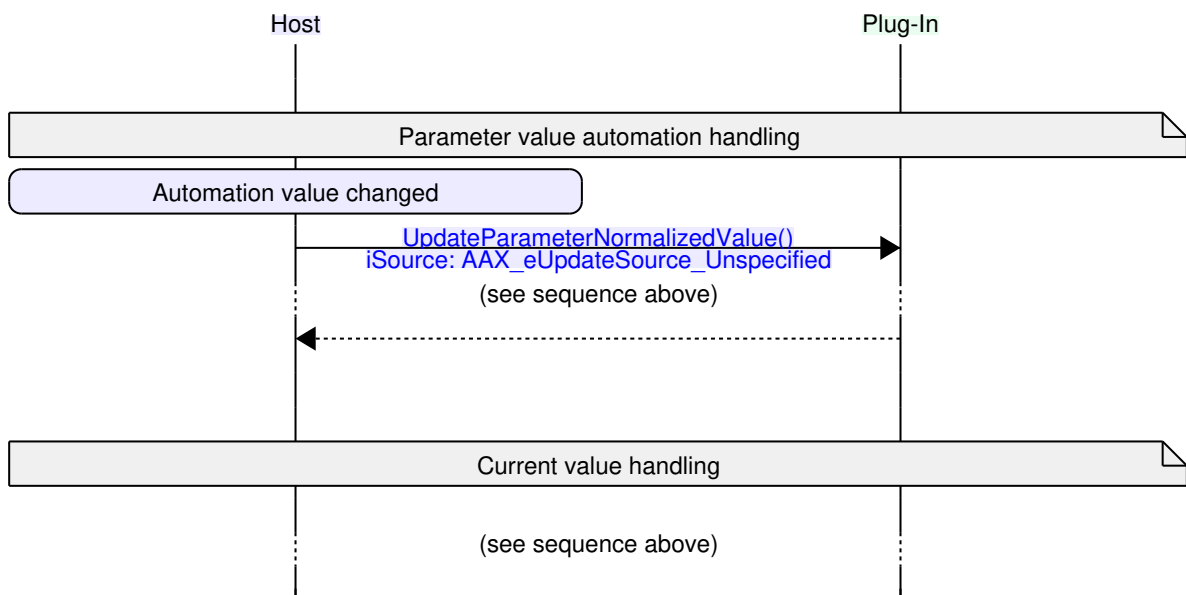 Host
Plug-In
Parameter value automation handling
Automation value changed
UpdateParameterNormalizedValue()
iSource: AAX_eUpdateSource_Unspecified
(see sequence above)
Current value handling
(see sequence above)